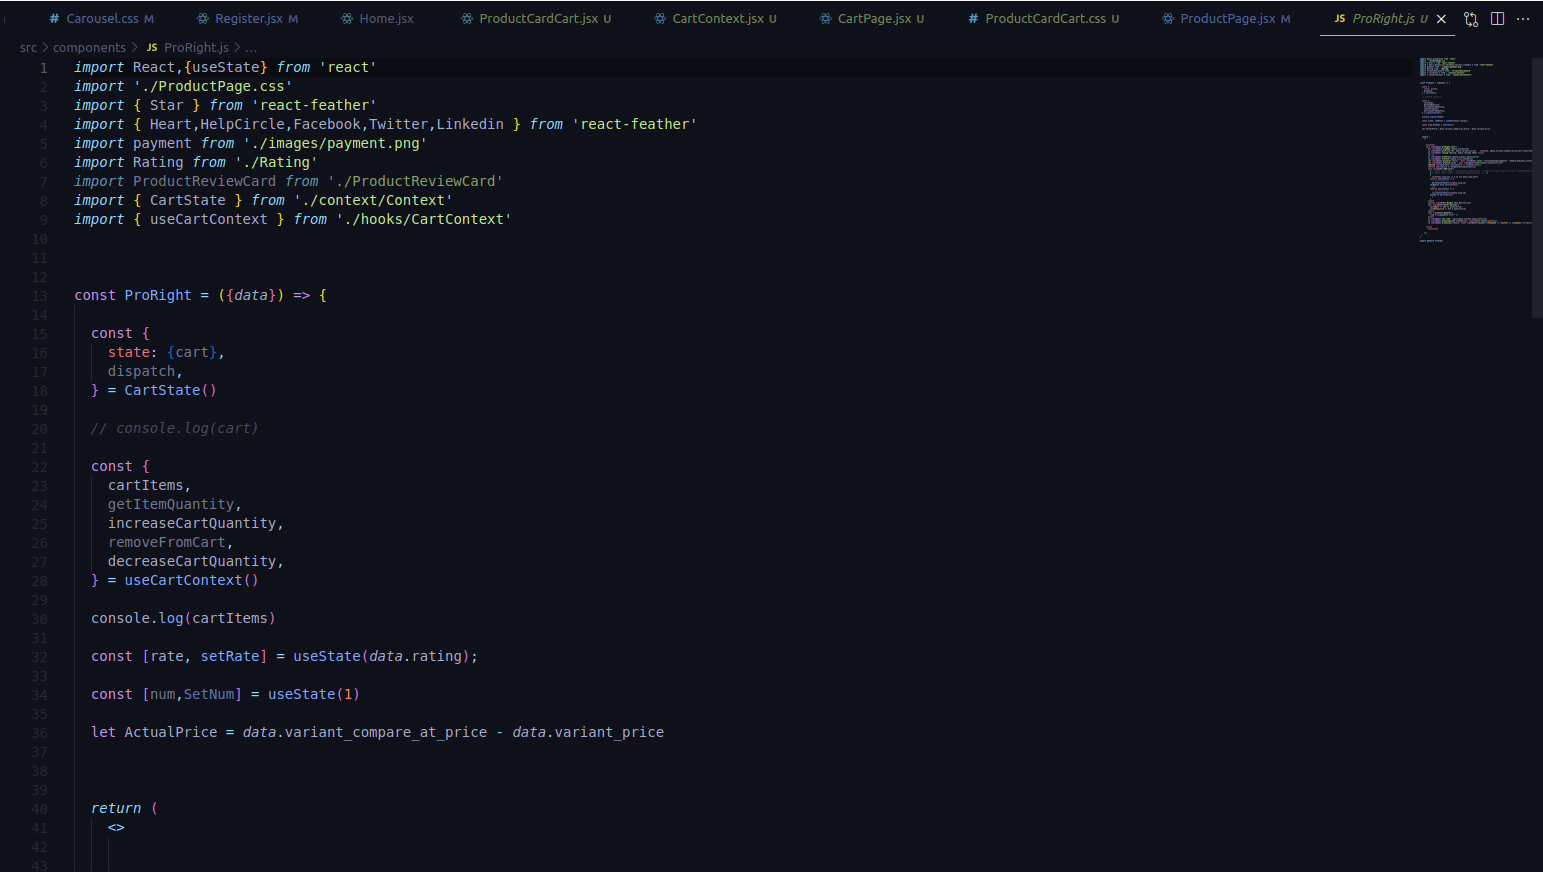 # Carousel.css M Register.jsx M Home.jsx ProductCardCart.jsx U CartContext.jsx U CartPage.jsx U # ProductCardCart.css U ProductPage.jsx M JS ProRight.js U × ···
src > components > JS ProRight.js > ...
1 import React,{useState} from 'react'
2 import './ProductPage.css'
3 import { Star } from 'react-feather'
4 import { Heart,HelpCircle,Facebook,Twitter,Linkedin } from 'react-feather'
5 import payment from './images/payment.png'
6 import Rating from './Rating'
7 import ProductReviewCard from './ProductReviewCard'
8 import { CartState } from './context/Context'
9 import { useCartContext } from './hooks/CartContext'
10
11
12
13 const ProRight = ({data}) => {
14
15 const {
16 state: {cart},
17 dispatch,
18 } = CartState()
19
20 // console.log(cart)
21
22 const {
23 cartItems,
24 getItemQuantity,
25 increaseCartQuantity,
26 removeFromCart,
27 decreaseCartQuantity,
28 } = useCartContext()
29
30 console.log(cartItems)
31
32 const [rate, setRate] = useState(data.rating);
33
34 const [num,SetNum] = useState(1)
35
36 let ActualPrice = data.variant_compare_at_price - data.variant_price
37
38
39
40 return (
41 <>
42
43